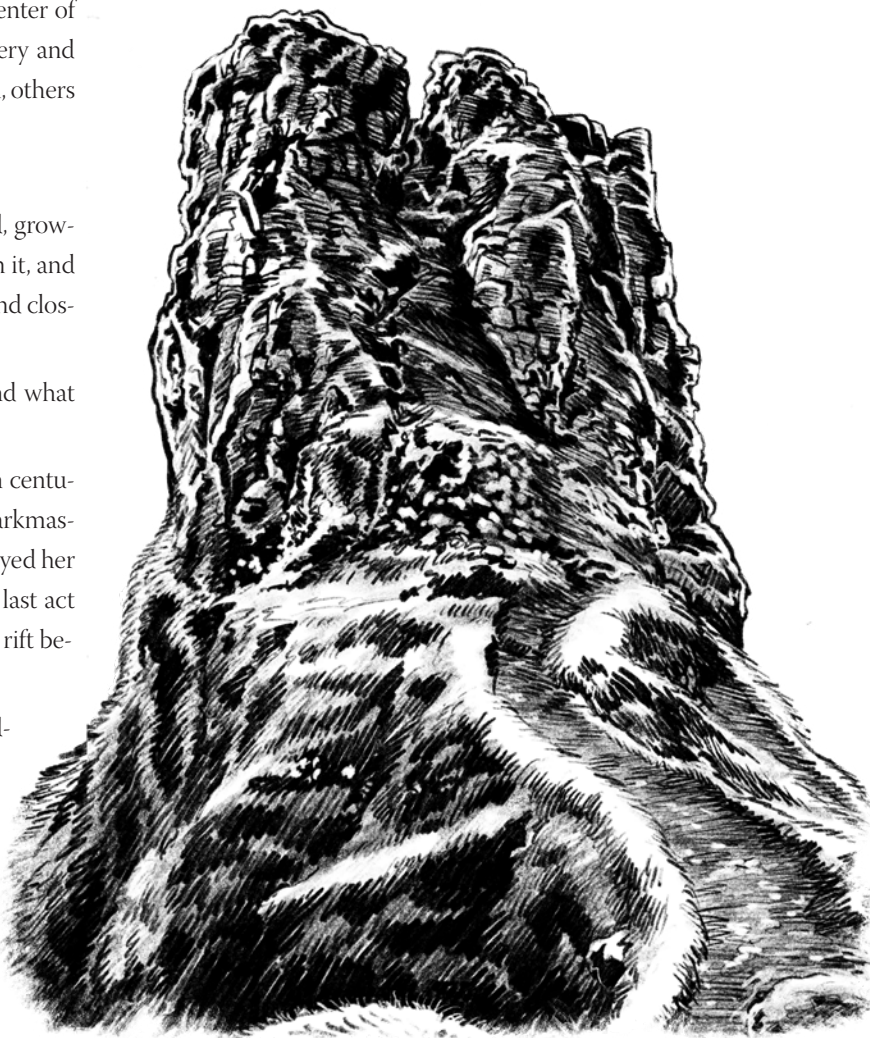 enter of
ery and
, others
, grow-
it, and
nd clos-
nd what
centu-
arkmas-
yed her
last act
rift be-
-